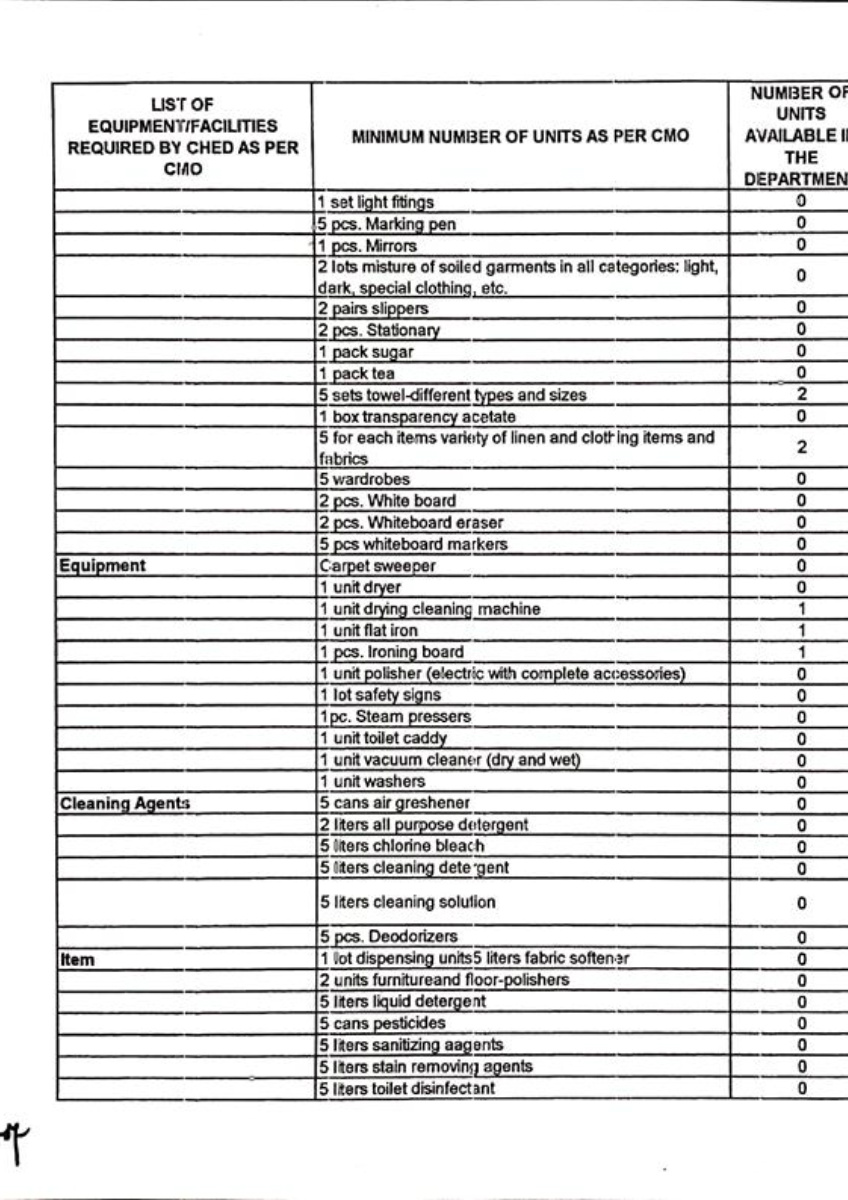 LIST OF
EQUIPMENT/FACILITIES
REQUIRED BY CHED AS PER
CMO
MINIMUM NUMBER OF UNITS AS PER CMO
NUMBER OF
UNITS
AVAILABLE I
THE
DEPARTMEN
1 set light fitings 0
5 pcs. Marking pen 0
1 pcs. Mirrors 0
2 lots misture of soiled garments in all categories: light,
dark, special clothing, etc. 0
2 pairs slippers 0
2 pcs. Stationary 0
1 pack sugar 0
1 pack tea 0
5 sets towel-different types and sizes 2
1 box transparency acetate 0
5 for each items variety of linen and clothing items and
fabrics 2
5 wardrobes 0
2 pcs. White board 0
2 pcs. Whiteboard eraser 0
5 pcs whiteboard markers 0
Equipment Carpet sweeper 0
1 unit dryer 0
1 unit drying cleaning machine 1
1 unit flat iron 1
1 pcs. Ironing board 1
1 unit polisher (electric with complete accessories) 0
1 lot safety signs 0
1pc. Steam pressers 0
1 unit toilet caddy 0
1 unit vacuum cleaner (dry and wet) 0
1 unit washers 0
Cleaning Agents 5 cans air greshener 0
2 liters all purpose detergent 0
5 liters chlorine bleach 0
5 liters cleaning detergent 0
5 liters cleaning solution 0
5 pcs. Deodorizers 0
Item 1 lot dispensing units5 liters fabric softener 0
2 units furnitureand floor-polishers 0
5 liters liquid detergent 0
5 cans pesticides 0
5 liters sanitizing aagents 0
5 liters stain removing agents 0
5 liters toilet disinfectant 0